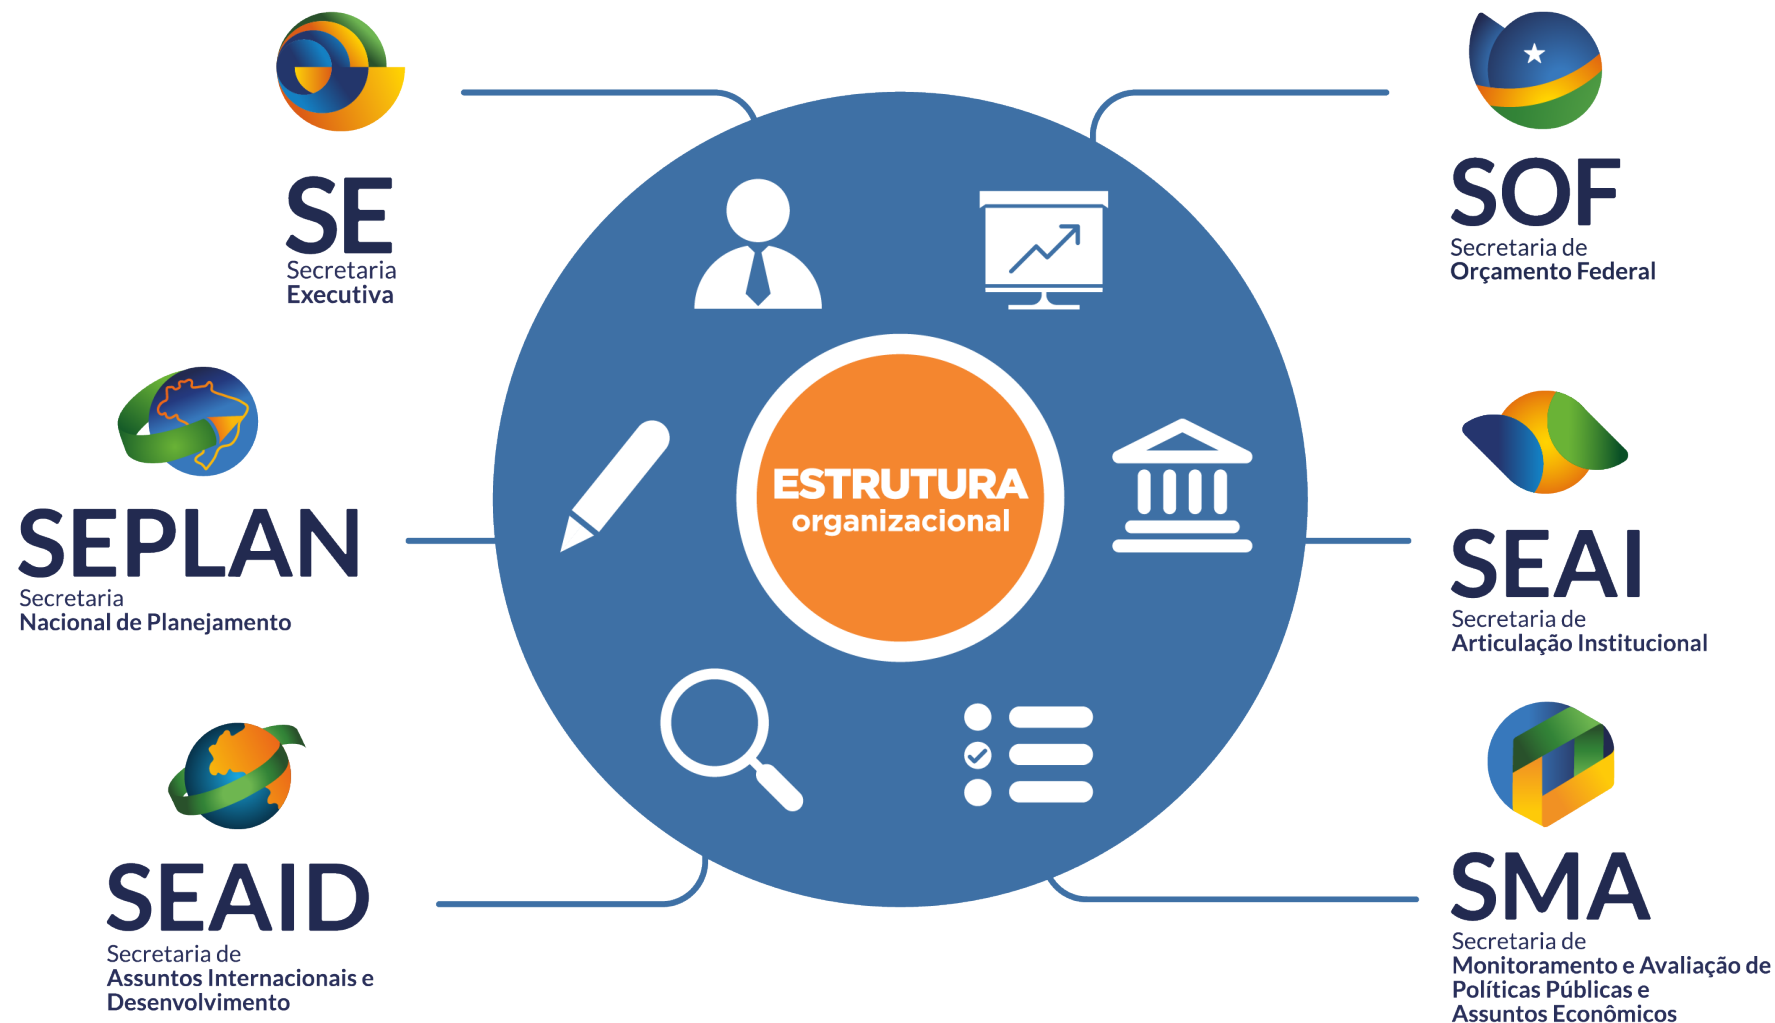 SE
Secretaria
Executiva
SOF
Secretaria de
Orçamento Federal
SEPLAN
Secretaria
Nacional de Planejamento
ESTRUTURA
organizacional
SEAI
Secretaria de
Articulação Institucional
SEAID
Secretaria de
Assuntos Internacionais e
Desenvolvimento
SMA
Secretaria de
Monitoramento e Avaliação de
Políticas Públicas e
Assuntos Econômicos